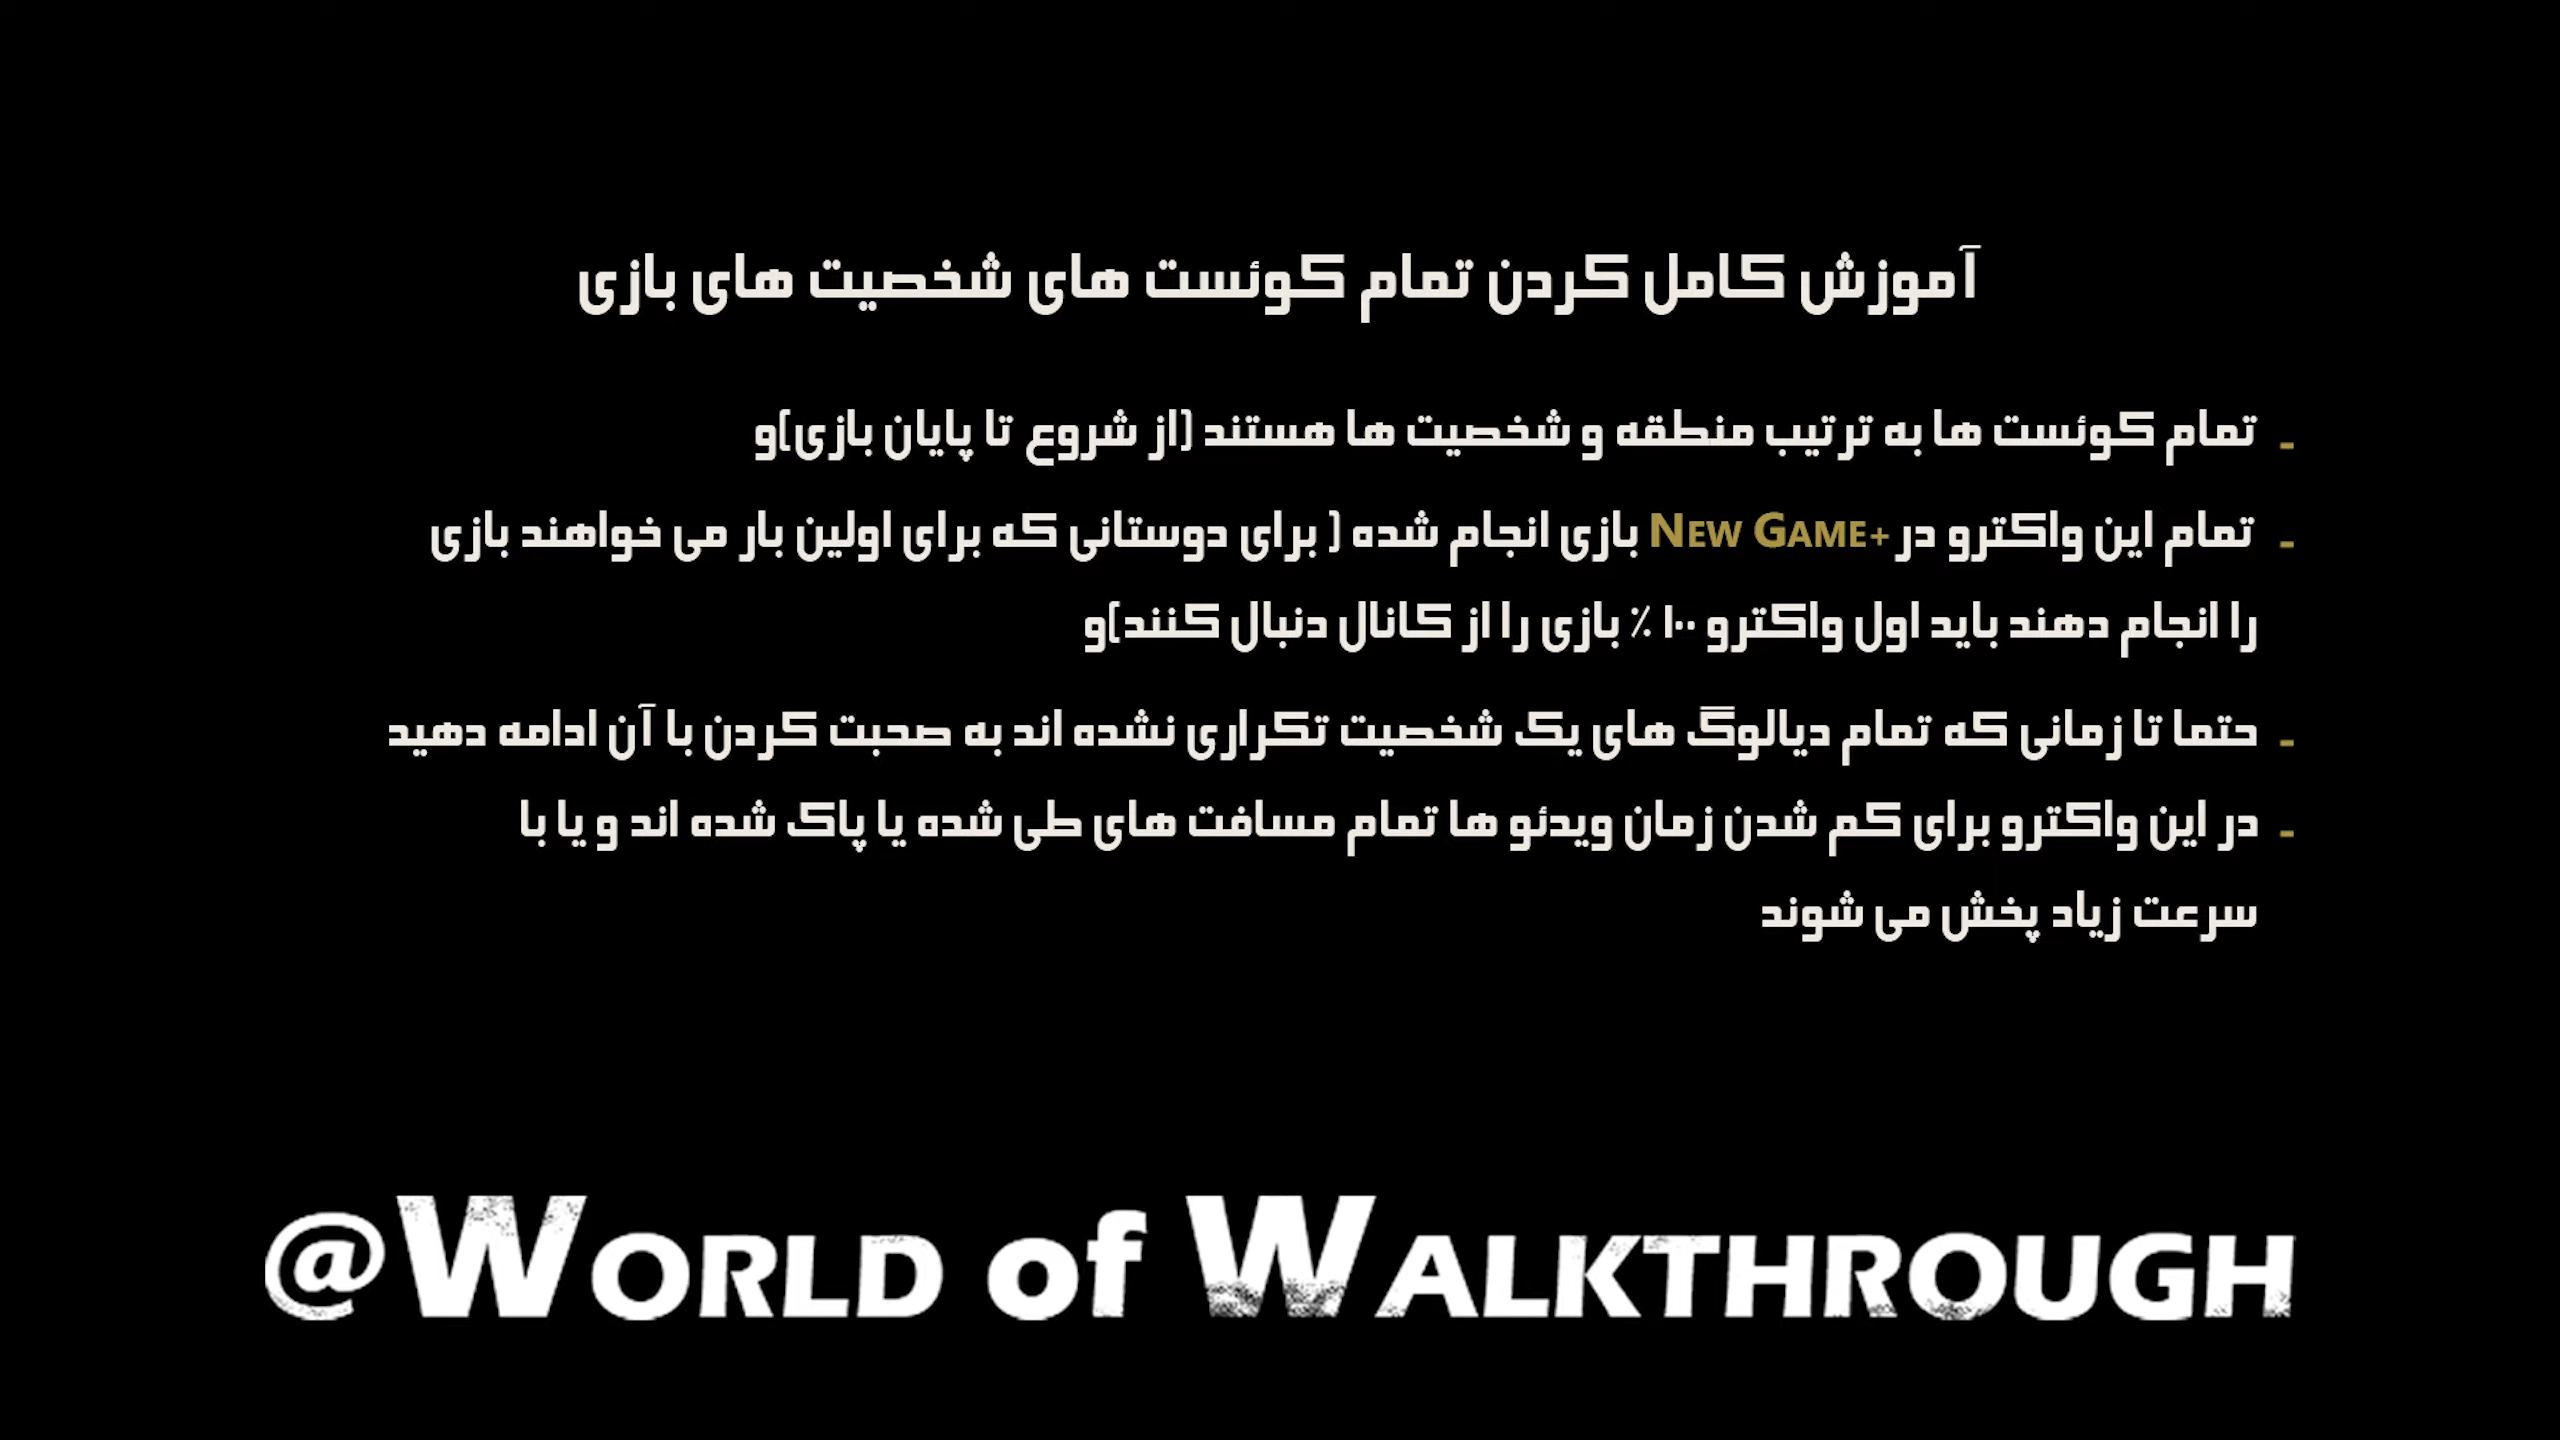 آموزش کامل کردن تمام کوئست های شخصیت های بازی
- تمام کوئست ها به ترتیب منطقه و شخصیت ها هستند (از شروع تا پایان بازی)و
- تمام این واکترو در NEW GAME+ بازی انجام شده ( برای دوستانی که برای اولین بار می خواهند بازی
را انجام دهند باید اول واکترو ۱۰۰ ٪ بازی را از کانال دنبال کنند)و
- حتما تا زمانی که تمام دیالوگ های یک شخصیت تکراری نشده اند به صحبت کردن با آن ادامه دهید
- در این واکترو برای کم شدن زمان ویدئو ها تمام مسافت های طی شده یا پاک شده اند و یا با
سرعت زیاد پخش می شوند
@WORLD of WALKTHROUGH